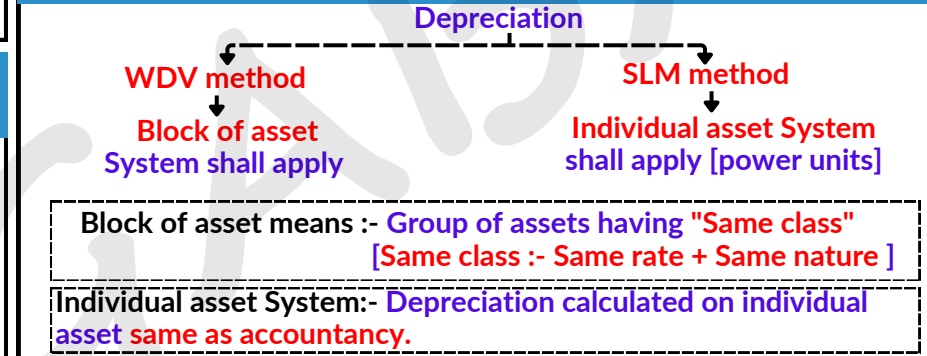 Depreciation
WDV method
SLM method
Block of asset
System shall apply
Individual asset System
shall apply [power units]
Block of asset means :- Group of assets having "Same class"
[Same class :- Same rate + Same nature ]
Individual asset System:- Depreciation calculated on individual
asset same as accountancy.